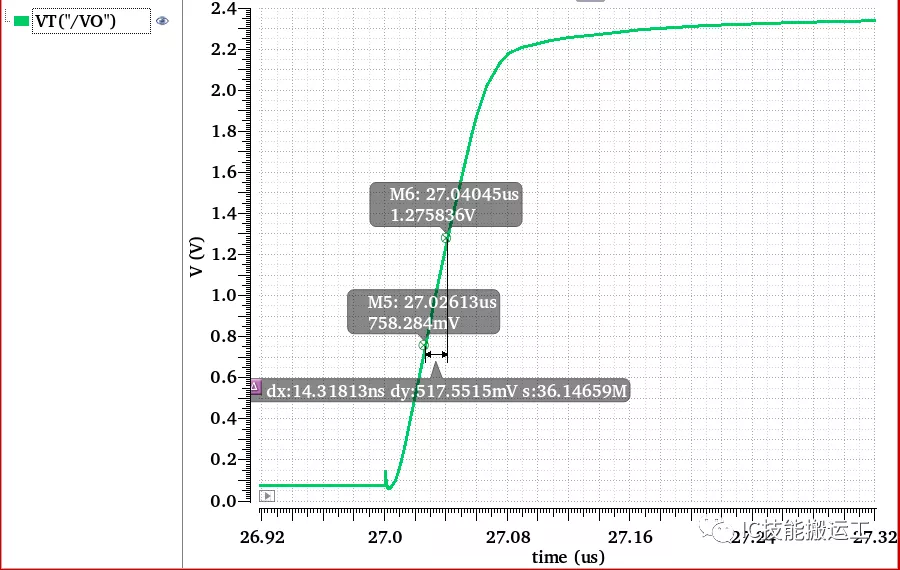 VT("/VO")
2.4
2.2
2.0
1.8
1.6
1.4
1.2
1.0
0.8
0.6
0.4
0.2
0.0
V (V)
M6: 27.04045us
1.275836V
M5: 27.02613us
758.284mV
dx:14.31813ns dy:517.5515mV s:36.14659M
26.92
27.0
27.08
27.16
27.24
27.32
time (us)
IC技能搬运工